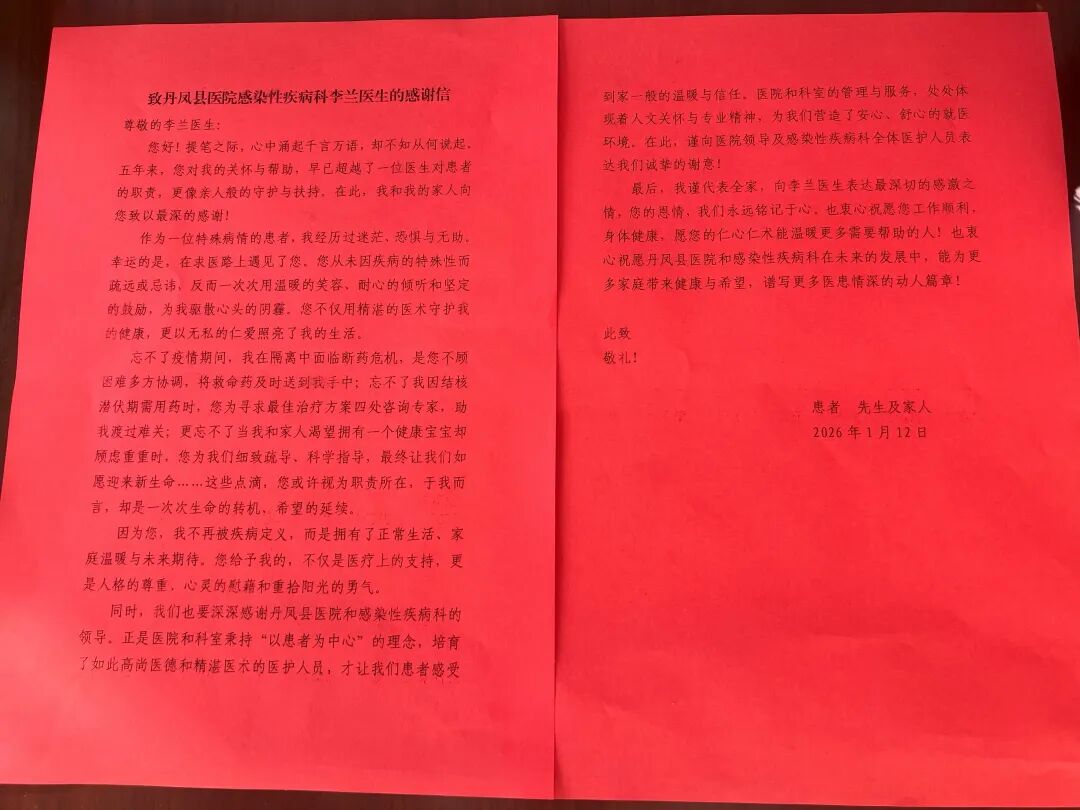 致丹凤县医院感染性疾病科李兰医生的感谢信
尊敬的李兰医生：
您好！提笔之际，心中涌起千言万语，却不知从何说起。
五年来，您对我的关怀与帮助，早已超越了一位医生对患者
的职责，更像亲人般的守护与扶持。在此，我和我的家人向
您致以最深的感谢！
作为一位特殊病情的患者，我经历过迷茫、恐惧与无助。
幸运的是，在求医路上遇见了您。您从未因疾病的特殊性而
疏远或忌讳，反而一次次用温暖的笑容、耐心的倾听和坚定
的鼓励，为我驱散心头的阴霾。您不仅用精湛的医术守护我
的健康，更以无私的仁爱照亮了我的生活。
忘不了疫情期间，我在隔离中面临断药危机，是您不顾
困难多方协调，将救命药及时送到我手中；忘不了我因结核
潜伏期需用药时，您为寻求最佳治疗方案四处咨询专家，助
我渡过难关；更忘不了当我和家人渴望拥有一个健康宝宝却
顾虑重重时，您为我们细致疏导、科学指导，最终让我们如
愿迎来新生命……这些点滴，您或许视为职责所在，于我而
言，却是一次次生命的转机、希望的延续。
因为您，我不再被疾病定义，而是拥有了正常生活、家
庭温暖与未来期待。您给予我的，不仅是医疗上的支持，更
是人格的尊重、心灵的慰藉和重拾阳光的勇气。
同时，我们也要深深感谢丹凤县医院和感染性疾病科的
领导。正是医院和科室秉持“以患者为中心”的理念，培育
了如此高尚医德和精湛医术的医护人员，才让我们患者感受
到家一般的温暖与信任。医院和科室的管理与服务，处处体
现着人文关怀与专业精神，为我们营造了安心、舒心的就医
环境。在此，谨向医院领导及感染性疾病科全体医护人员表
达我们诚挚的谢意！
最后，我谨代表全家，向李兰医生表达最深切的感激之
情，您的恩情，我们永远铭记于心。也衷心祝愿您工作顺利，
身体健康，愿您的仁心仁术能温暖更多需要帮助的人！也衷
心祝愿丹凤县医院和感染性疾病科在未来的发展中，能为更
多家庭带来健康与希望，谱写更多医患情深的动人篇章！
此致
敬礼！
患者 先生及家人
2026年1月12日